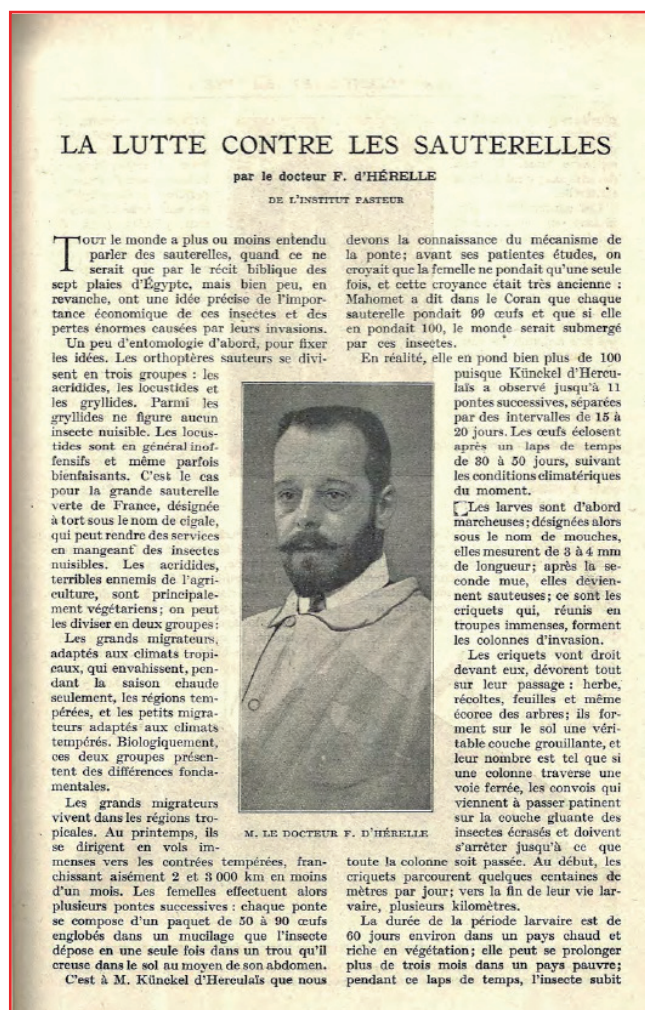 LA LUTTE CONTRE LES SAUTERELLES
par le docteur F. d'HÉRELLE
DE L'INSTITUT PASTEUR
TOUT le monde a plus ou moins entendu
parler des sauterelles, quand ce ne
serait que par le récit biblique des
sept plaies d'Égypte, mais bien peu, en
revanche, ont une idée précise de l'impor-
tance économique de ces insectes et des
pertes énormes causées par leurs invasions.
Un peu d'entomologie d'abord, pour fixer
les idées. Les orthoptères sauteurs se divi-
sent en trois groupes : les
acridides, les locustides et
les gryllides. Parmi les
gryllides ne figure aucun
insecte nuisible. Les locus-
tides sont en général inof-
fensifs et même parfois
bienfaisants. C'est le cas
pour la grande sauterelle
verte de France, désignée
à tort sous le nom de cigale,
qui peut rendre des services
en mangeant des insectes
nuisibles. Les acridides,
terribles ennemis de l'agri-
culture, sont principale-
ment végétariens ; on peut
les diviser en deux groupes :
Les grands migrateurs,
adaptés aux climats tropi-
caux, qui envahissent, pen-
dant la saison chaude
seulement, les régions tem-
pérées, et les petits migra-
teurs adaptés aux climats
tempérés. Biologiquement,
ces deux groupes présen-
tent des différences fonda-
mentales.
Les grands migrateurs
vivent dans les régions tro-
picales. Au printemps, ils
se dirigent en vols im-
menses vers les contrées tempérées, fran-
chissant aisément 2 et 3 000 km en moins
d'un mois. Les femelles effectuent alors
plusieurs pontes successives : chaque ponte
se compose d'un paquet de 50 à 90 œufs
englobés dans un mucilage que l'insecte
dépose en une seule fois dans un trou qu'il
creuse dans le sol au moyen de son abdomen.
C'est à M. Künckel d'Herculaïs que nous
M. LE DOCTEUR F. D'HÉRELLE
devons la connaissance du mécanisme de
la ponte ; avant ses patientes études, on
croyait que la femelle ne pondait qu'une seule
fois, et cette croyance était très ancienne :
Mahomet a dit dans le Coran que chaque
sauterelle pondait 99 œufs et que si elle
en pondait 100, le monde serait submergé
par ces insectes.
En réalité, elle en pond bien plus de 100
puisque Künckel d'Hercu-
laïs a observé jusqu'à 11
pontes successives, séparées
par des intervalles de 15 à
20 jours. Les œufs éclosent
après un laps de temps
de 30 à 50 jours, suivant
les conditions climatériques
du moment.
Les larves sont d'abord
marcheuses ; désignées alors
sous le nom de mouches,
elles mesurent de 3 à 4 mm
de longueur ; après la se-
conde mue, elles devien-
nent sauteuses ; ce sont les
criquets qui, réunis en
troupes immenses, forment
les colonnes d'invasion.
Les criquets vont droit
devant eux, dévorent tout
sur leur passage : herbe,
récoltes, feuilles et même
écorce des arbres ; ils for-
ment sur le sol une véri-
table couche grouillante, et
leur nombre est tel que si
une colonne traverse une
voie ferrée, les convois qui
viennent à passer patinent
sur la couche gluante des
insectes écrasés et doivent
s'arrêter jusqu'à ce que
toute la colonne soit passée. Au début, les
criquets parcourent quelques centaines de
mètres par jour ; vers la fin de leur vie lar-
vaire, plusieurs kilomètres.
La durée de la période larvaire est de
60 jours environ dans un pays chaud et
riche en végétation ; elle peut se prolonger
plus de trois mois dans un pays pauvre ;
pendant ce laps de temps, l'insecte subit